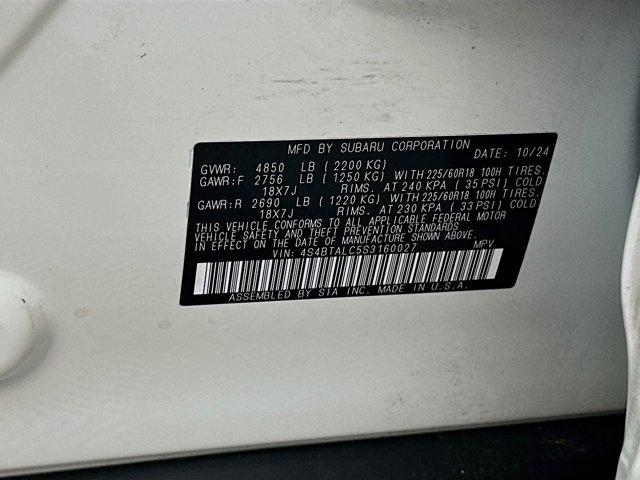 MFD BY SUBARU CORPORATION
DATE: 10/24
GVWR: 4850 LB (2200 KG)
GAWR:F 2756 LB (1250 KG) WITH 225/60R18 100H TIRES.
18X7J RIMS. AT 240 KPA (35 PSI) COLD
GAWR:R 2690 LB (1220 KG) WITH 225/60R18 100H TIRES.
18X7J RIMS. AT 230 KPA (33 PSI) COLD
THIS VEHICLE CONFORMS TO ALL APPLICABLE FEDERAL MOTOR
VEHICLE SAFETY AND THEFT PREVENTION STANDARDS
IN EFFECT ON THE DATE OF MANUFACTURE SHOWN ABOVE.
VIN: 4S4BTALC5S3160027 MPV
ASSEMBLED BY SIA INC. MADE IN U.S.A.